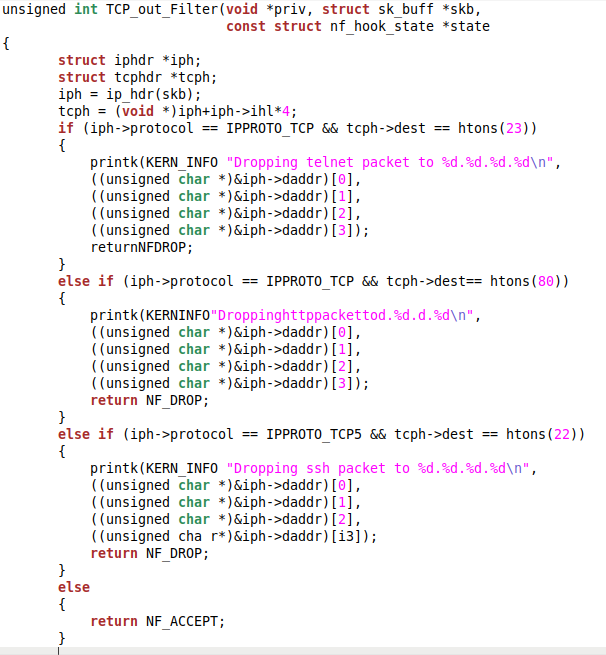 unsigned int TCP_out_Filter(void *priv, struct sk_buff *skb,
const struct nf_hook_state *state
{
struct iphdr *iph;
struct tcphdr *tcph;
iph = ip_hdr(skb);
tcph = (void *)iph+iph->ihl*4;
if (iph->protocol == IPPROTO_TCP && tcph->dest == htons(23))
{
printk(KERN_INFO "Dropping telnet packet to %d.%d.%d.%d\n",
((unsigned char *)&iph->daddr)[0],
((unsigned char *)&iph->daddr)[1],
((unsigned char *)&iph->daddr)[2],
((unsigned char *)&iph->daddr)[3]);
returnNFDROP;
}
else if (iph->protocol == IPPROTO_TCP && tcph->dest== htons(80))
{
printk(KERNINFO"Droppinghttppackettod.%d.d.%d\n",
((unsigned char *)&iph->daddr)[0],
((unsigned char *)&iph->daddr)[1],
((unsigned char *)&iph->daddr)[2],
((unsigned char *)&iph->daddr)[3]);
return NF_DROP;
}
else if (iph->protocol == IPPROTO_TCP5 && tcph->dest == htons(22))
{
printk(KERN_INFO "Dropping ssh packet to %d.%d.%d.%d\n",
((unsigned char *)&iph->daddr)[0],
((unsigned char *)&iph->daddr)[1],
((unsigned char *)&iph->daddr)[2],
((unsigned cha r*)&iph->daddr)[i3]);
return NF_DROP;
}
else
{
return NF_ACCEPT;
}